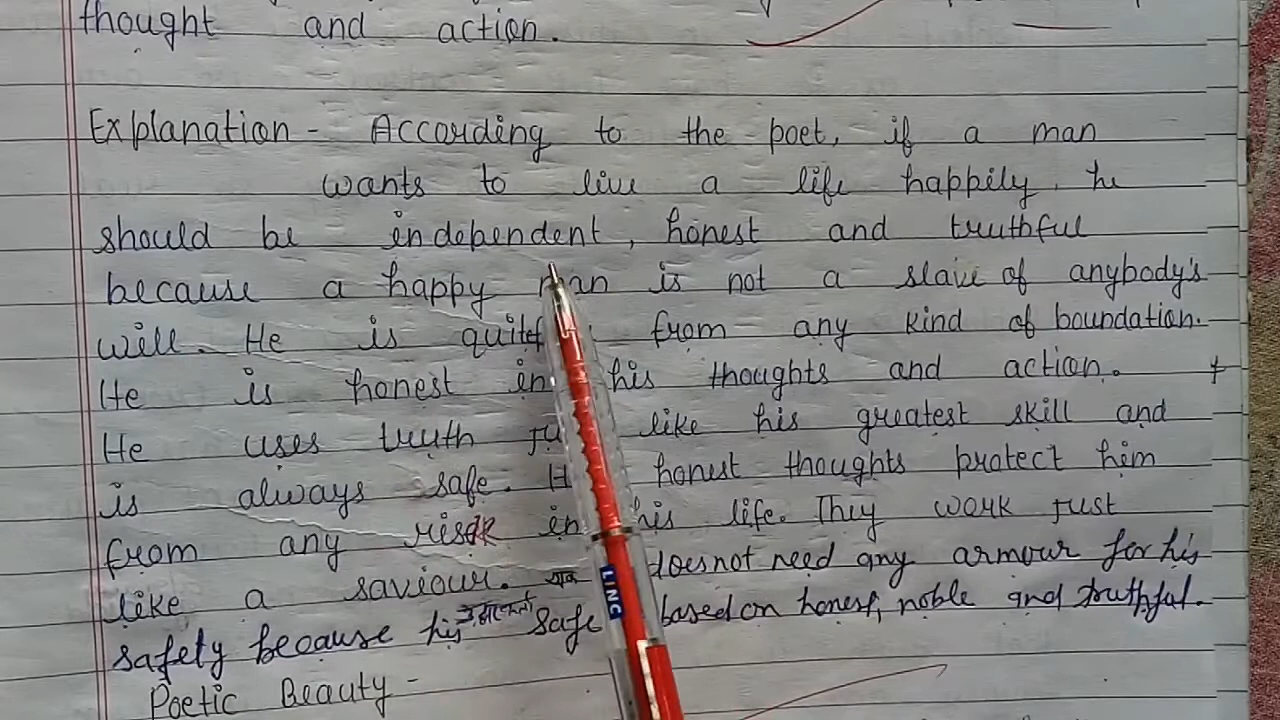 thought and action.
Explanation - According to the poet, if a man
wants to live a life happily, he
should be independent, honest and truthful
because a happy man is not a slave of anybody's
will. He is quite from any kind of boundation.
He is honest in his thoughts and action.
He uses truth like his greatest skill and
is always safe. honest thoughts protect him
from any risk in his life. They work just
like a saviour. doesnot need any armour for his
safety because his safe based on honest, noble and truthful.
Poetic Beauty -
LINC